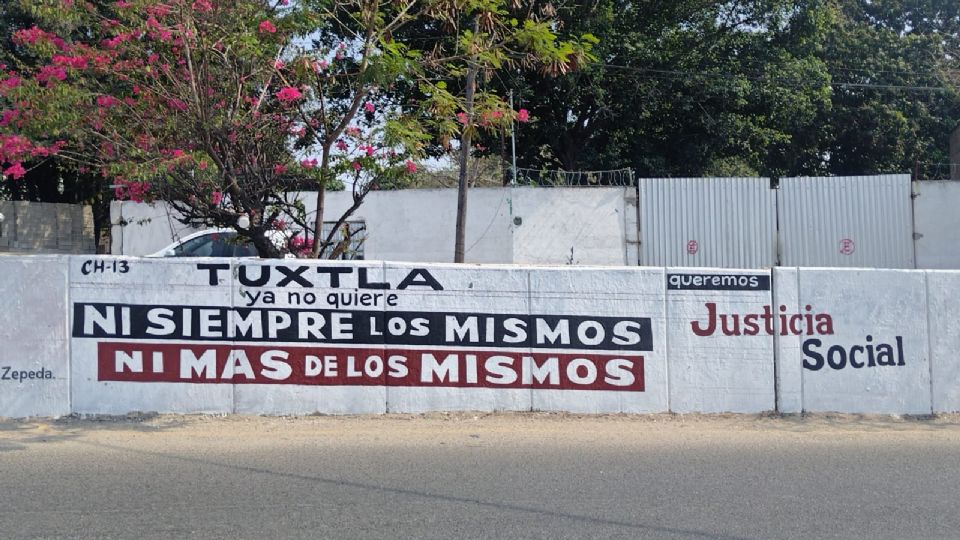 CH-13
TUXTLA
ya no quiere
NI SIEMPRE LOS MISMOS
NI MAS DE LOS MISMOS
queremos
Justicia
Social
Zepeda.
E
E